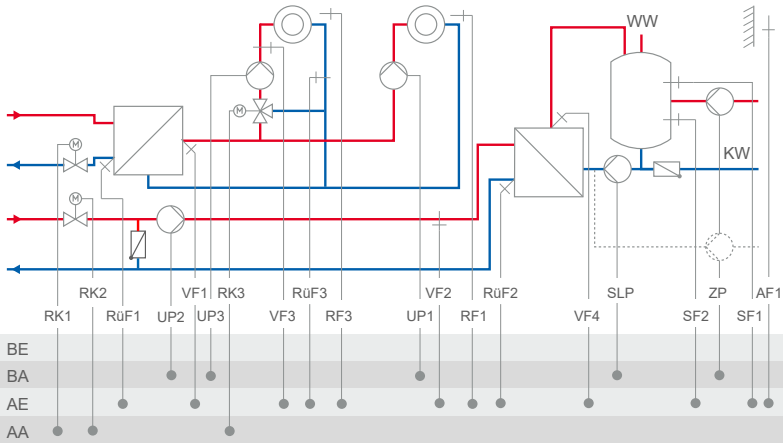 WW
M
M
KW
M
RK2
VF1
RK3
RüF3
VF2
RüF2
SLP
ZP
AF1
RK1
RüF1
UP2
UP3
VF3
RF3
UP1
RF1
VF4
SF2
SF1
BE
BA
AE
AA